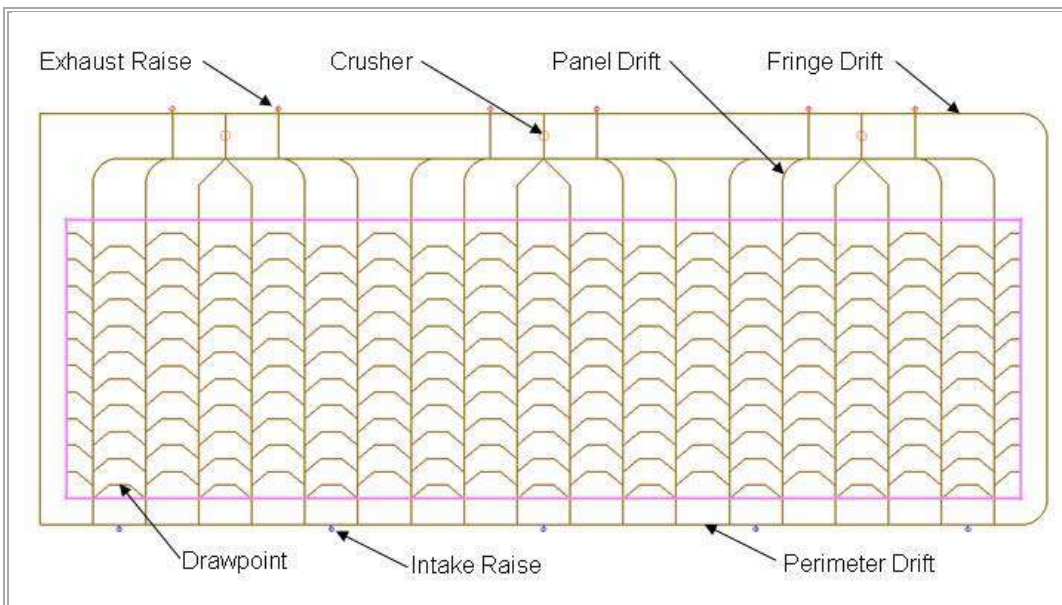 Exhaust Raise
Crusher
Panel Drift
Fringe Drift
Drawpoint
Intake Raise
Perimeter Drift